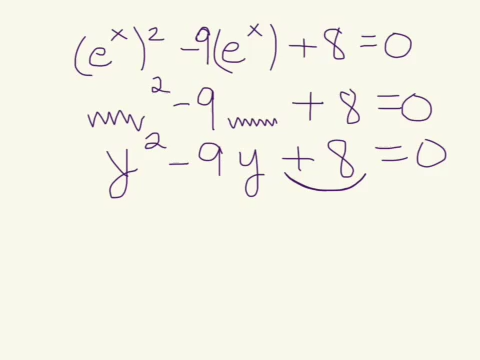 (e^x)^2 -9(e^x) +8=0
^2 -9 +8=0
y^2 -9y +8=0